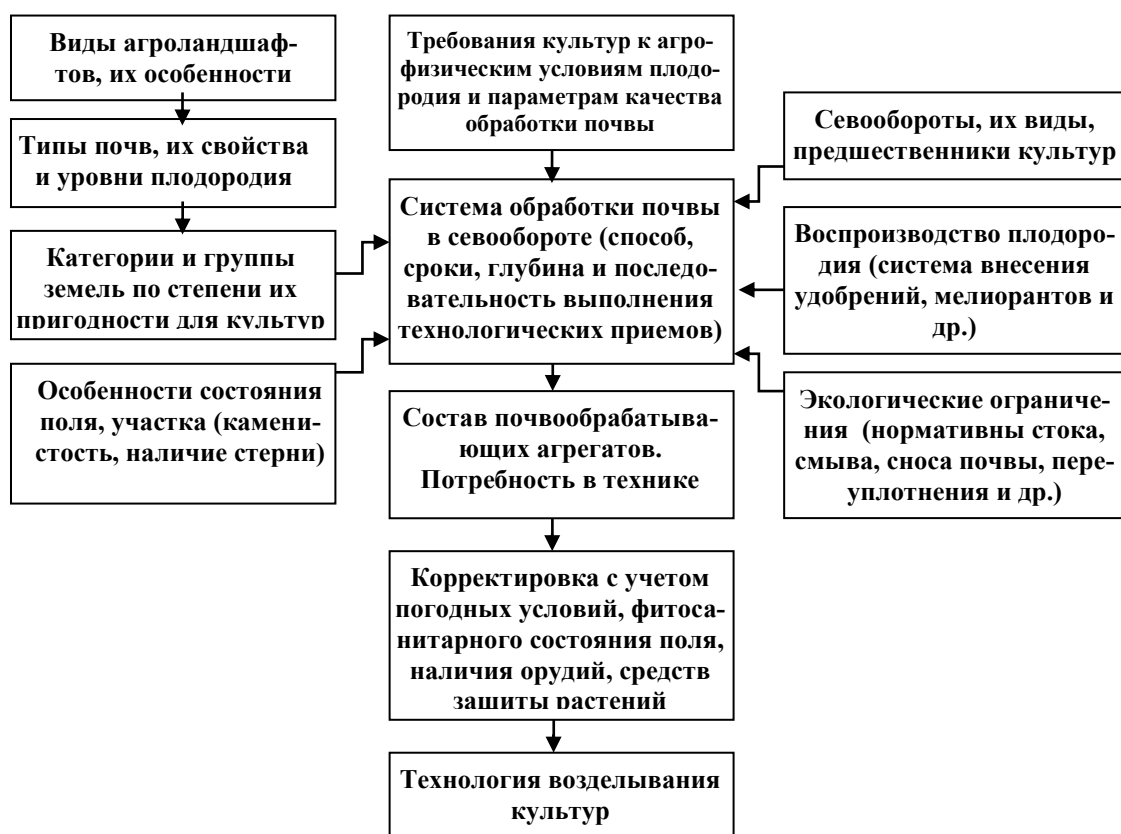 Виды агроландшаф-
тов, их особенности
Типы почв, их свойства
и уровни плодородия
Категории и группы
земель по степени их
пригодности для культур
Особенности состояния
поля, участка (камени-
стость, наличие стерни)
Требования культур к агро-
физическим условиям плодо-
родия и параметрам качества
обработки почвы
Система обработки почвы
в севообороте (способ,
сроки, глубина и последо-
вательность выполнения
технологических приемов)
Состав почвообрабатыва-
ющих агрегатов.
Потребность в технике
Корректировка с учетом
погодных условий, фитоса-
нитарного состояния поля,
наличия орудий, средств
зашиты растений
Технология возделывания
культур
Севообороты, их виды,
предшественники культур
Воспроизводство плодоро-
дия (система внесения
удобрений, мелиорантов и
др.)
Экологические ограниче-
ния (нормативны стока,
смыва, сноса почвы, пере-
уплотнения и др.)